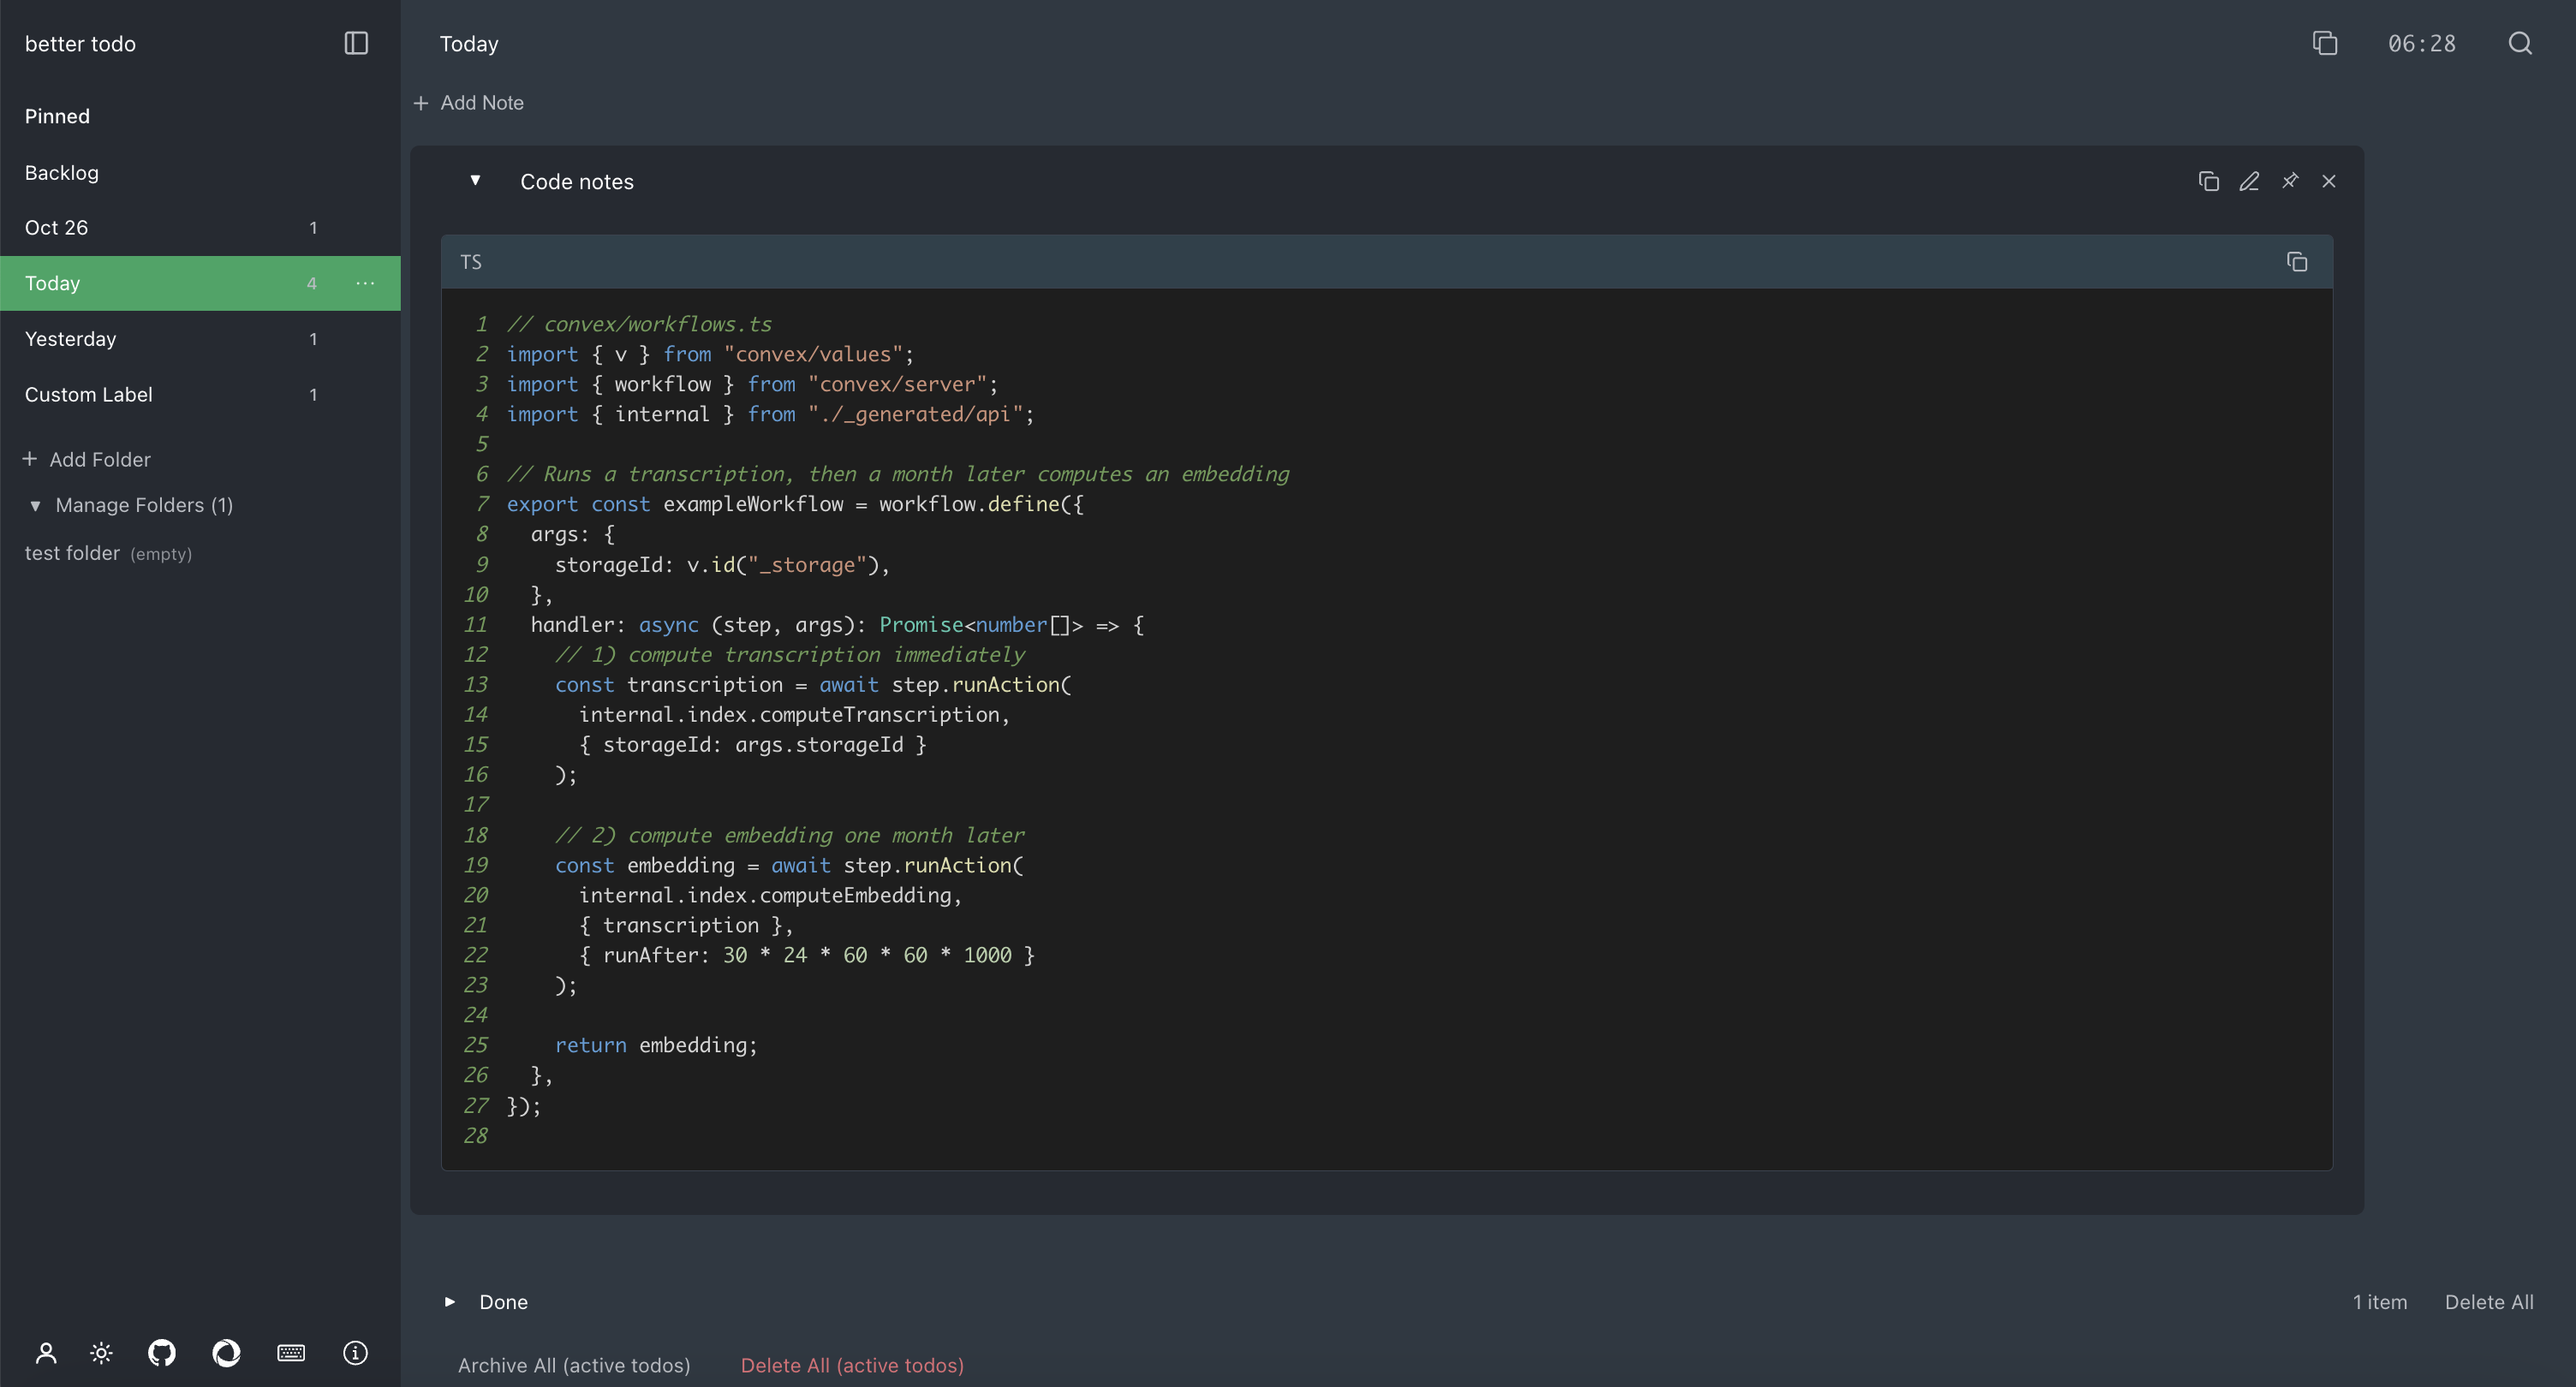 better todo
Pinned
Backlog
Oct 26 1
Today 4 ...
Yesterday 1
Custom Label 1
+ Add Folder
▼ Manage Folders (1)
test folder (empty)
Today 06:28
+ Add Note
▼ Code notes
TS
1 // convex/workflows.ts
2 import { v } from "convex/values";
3 import { workflow } from "convex/server";
4 import { internal } from "./_generated/api";
5
6 // Runs a transcription, then a month later computes an embedding
7 export const exampleWorkflow = workflow.define({
8   args: {
9     storageId: v.id("_storage"),
10   },
11   handler: async (step, args): Promise<number[]> => {
12     // 1) compute transcription immediately
13     const transcription = await step.runAction(
14       internal.index.computeTranscription,
15       { storageId: args.storageId }
16     );
17
18     // 2) compute embedding one month later
19     const embedding = await step.runAction(
20       internal.index.computeEmbedding,
21       { transcription },
22       { runAfter: 30 * 24 * 60 * 60 * 1000 }
23     );
24
25     return embedding;
26   },
27 });
28
▶ Done 1 item Delete All
Archive All (active todos) Delete All (active todos)